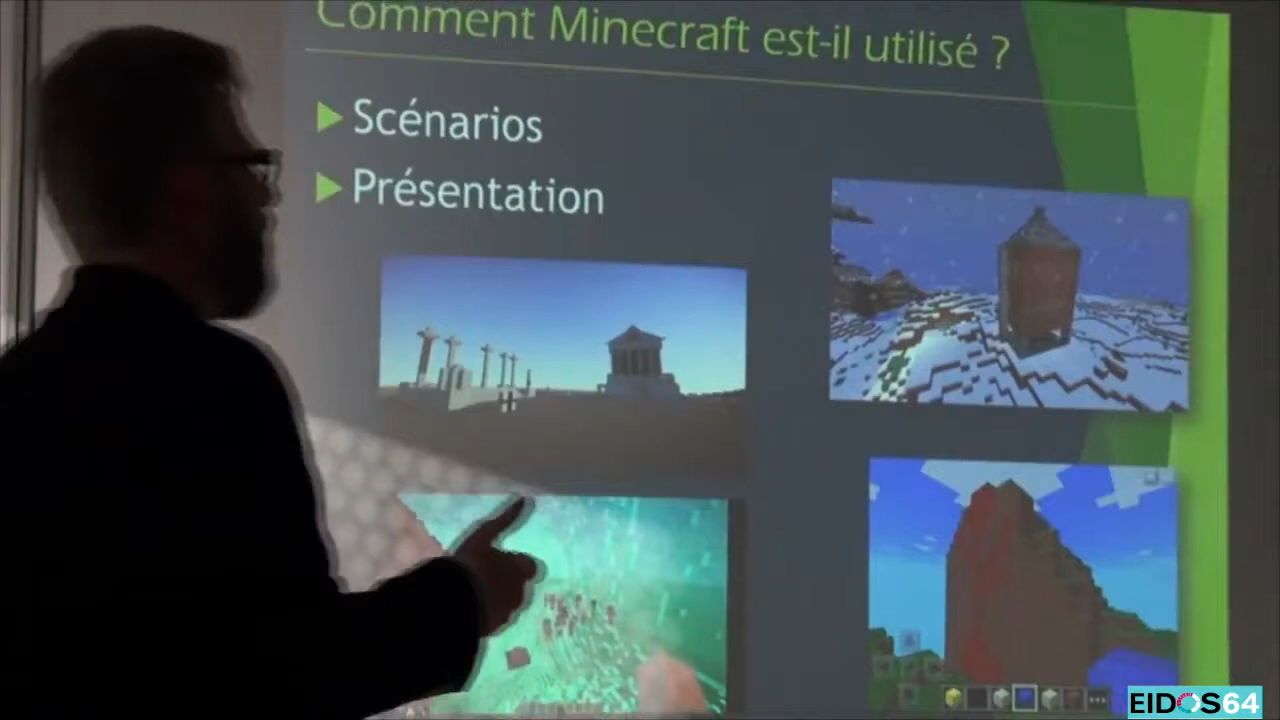 Comment Minecraft est-il utilisé ?
Scénarios
Présentation
EIDOS64